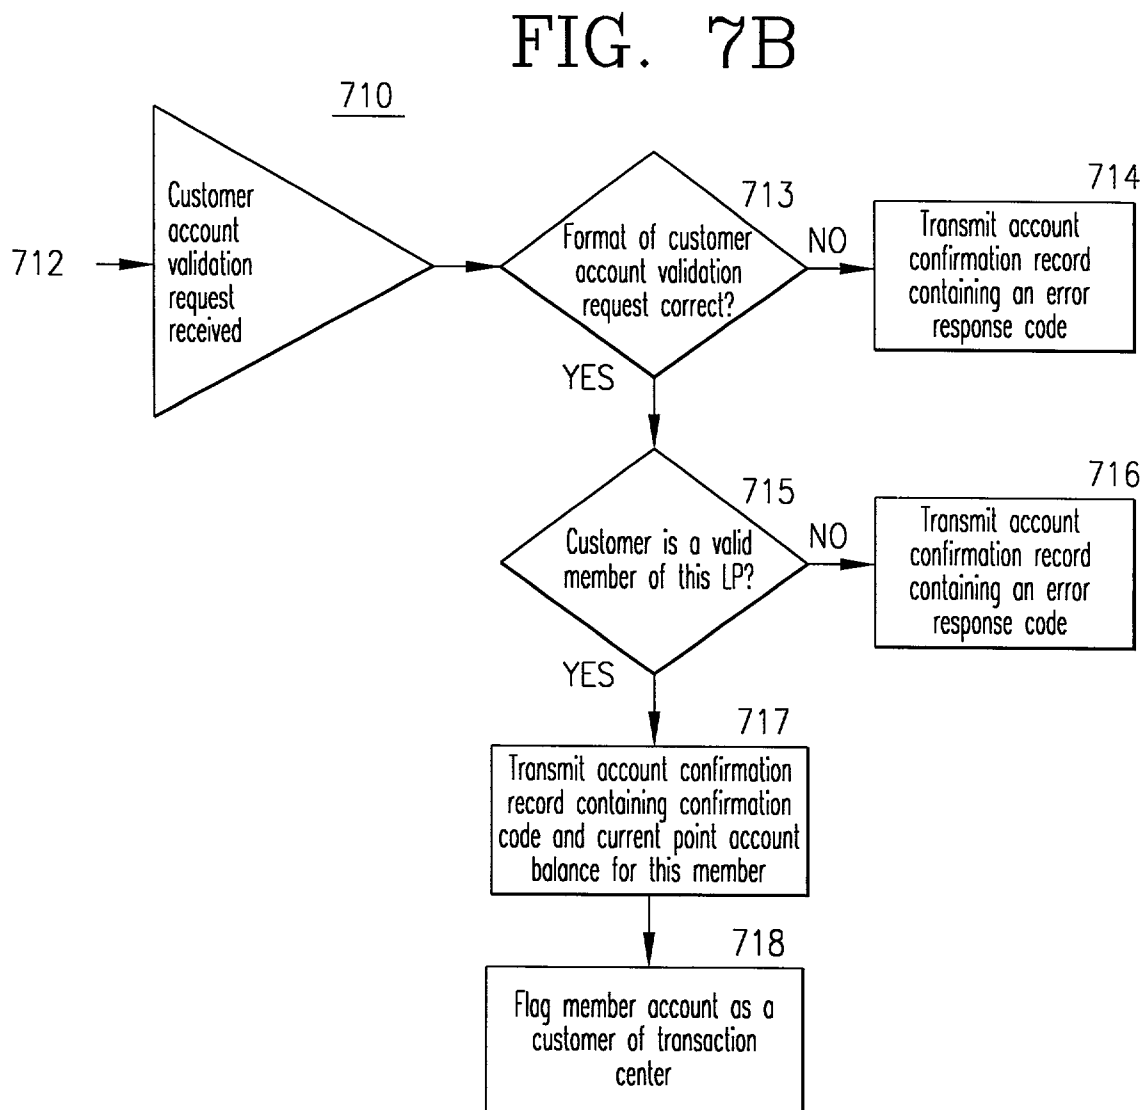 FIG. 7B
710
712
Customer
account
validation
request
received
713
Format of customer
account validation
request correct?
NO
714
Transmit account
confirmation record
containing an error
response code
YES
715
Customer is a valid
member of this LP?
NO
716
Transmit account
confirmation record
containing an error
response code
YES
717
Transmit account confirmation
record containing confirmation
code and current point account
balance for this member
718
Flag member account as a
customer of transaction
center